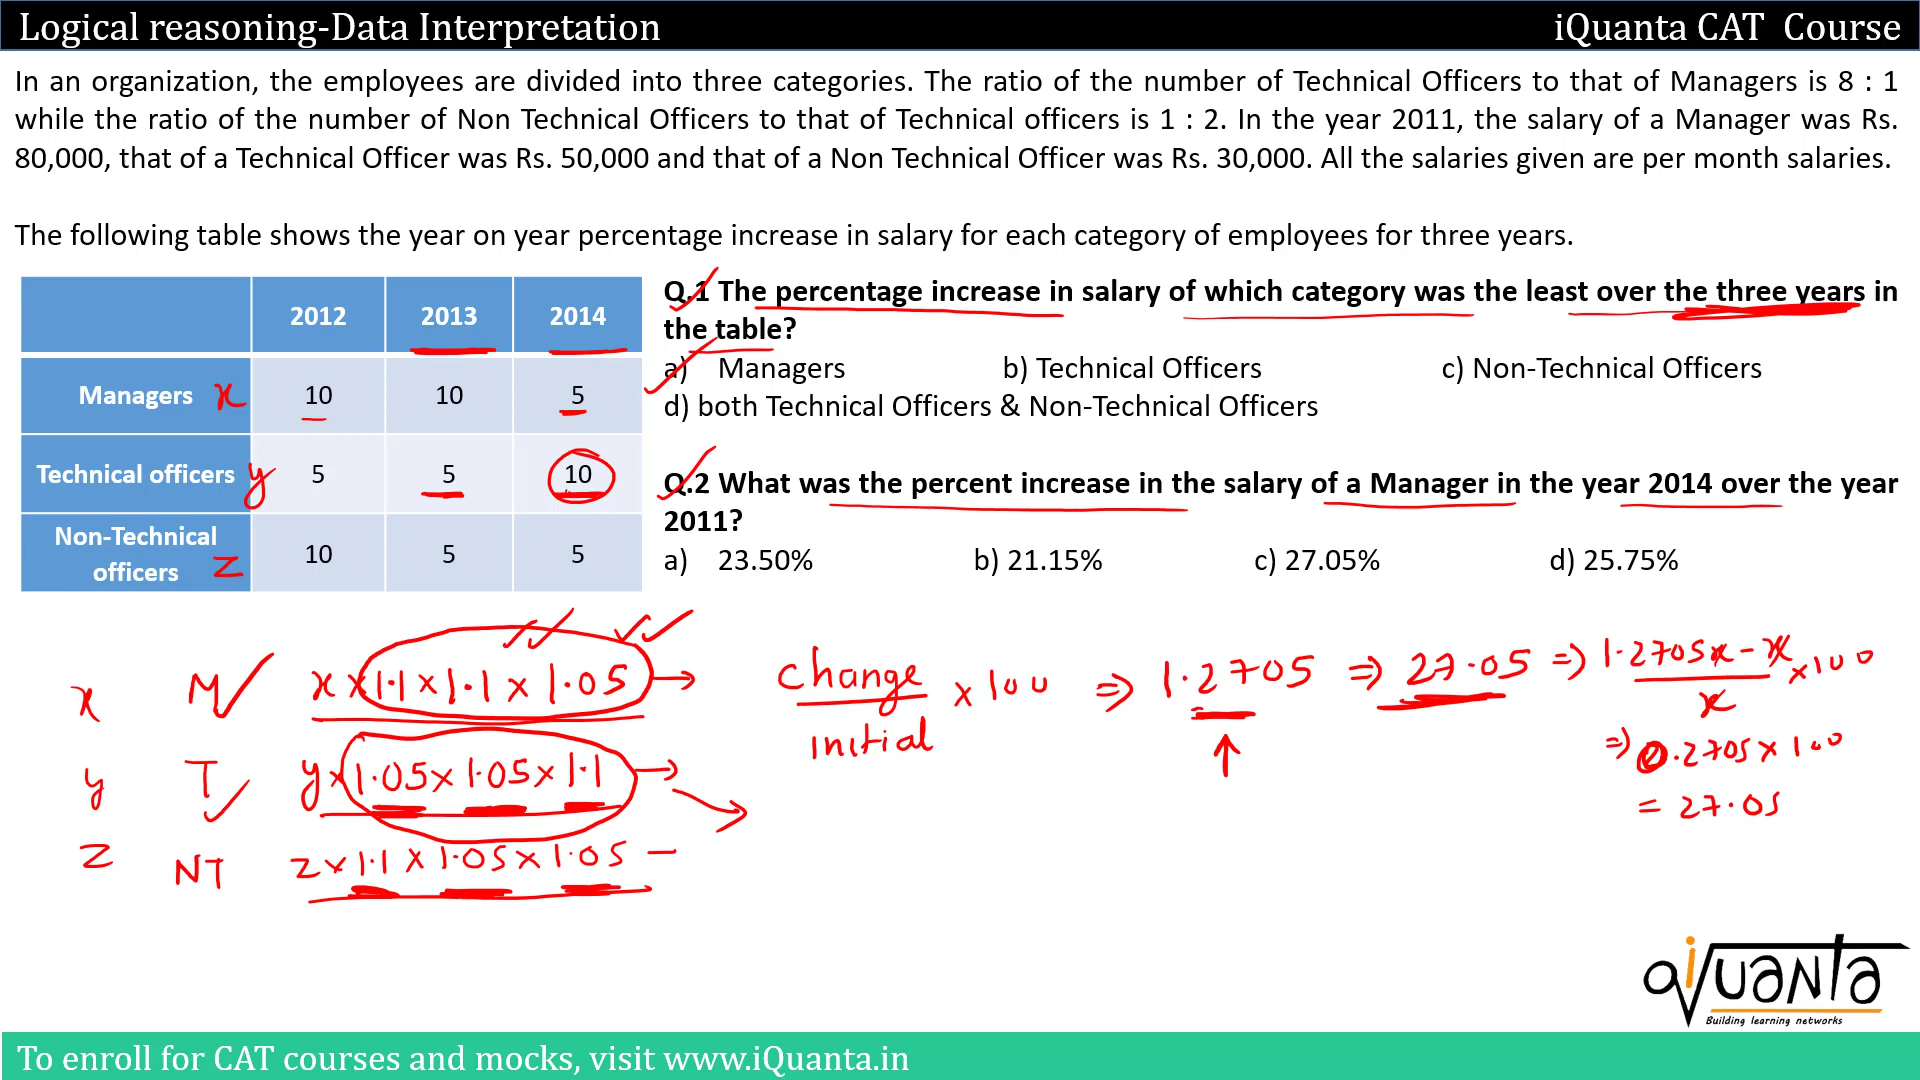 Logical reasoning-Data Interpretation
iQuanta CAT Course
In an organization, the employees are divided into three categories. The ratio of the number of Technical Officers to that of Managers is 8 : 1
while the ratio of the number of Non Technical Officers to that of Technical officers is 1 : 2. In the year 2011, the salary of a Manager was Rs.
80,000, that of a Technical Officer was Rs. 50,000 and that of a Non Technical Officer was Rs. 30,000. All the salaries given are per month salaries.
The following table shows the year on year percentage increase in salary for each category of employees for three years.
2012 2013 2014
Managers x 10 10 5
Technical officers y 5 5 10
Non-Technical officers z 10 5 5
Q.1 The percentage increase in salary of which category was the least over the three years in
the table?
a) Managers b) Technical Officers c) Non-Technical Officers
d) both Technical Officers & Non-Technical Officers
Q.2 What was the percent increase in the salary of a Manager in the year 2014 over the year
2011?
a) 23.50% b) 21.15% c) 27.05% d) 25.75%
x M x × 1.1 × 1.1 × 1.05 →
y T y × 1.05 × 1.05 × 1.1 →
z NT z × 1.1 × 1.05 × 1.05 —
change / initial × 100 ⇒ 1.2705 ⇒ 27.05 ⇒ 1.2705x - x / x × 100
⇒ 0.2705 × 100
= 27.05
iQuanta
Building learning networks
To enroll for CAT courses and mocks, visit www.iQuanta.in